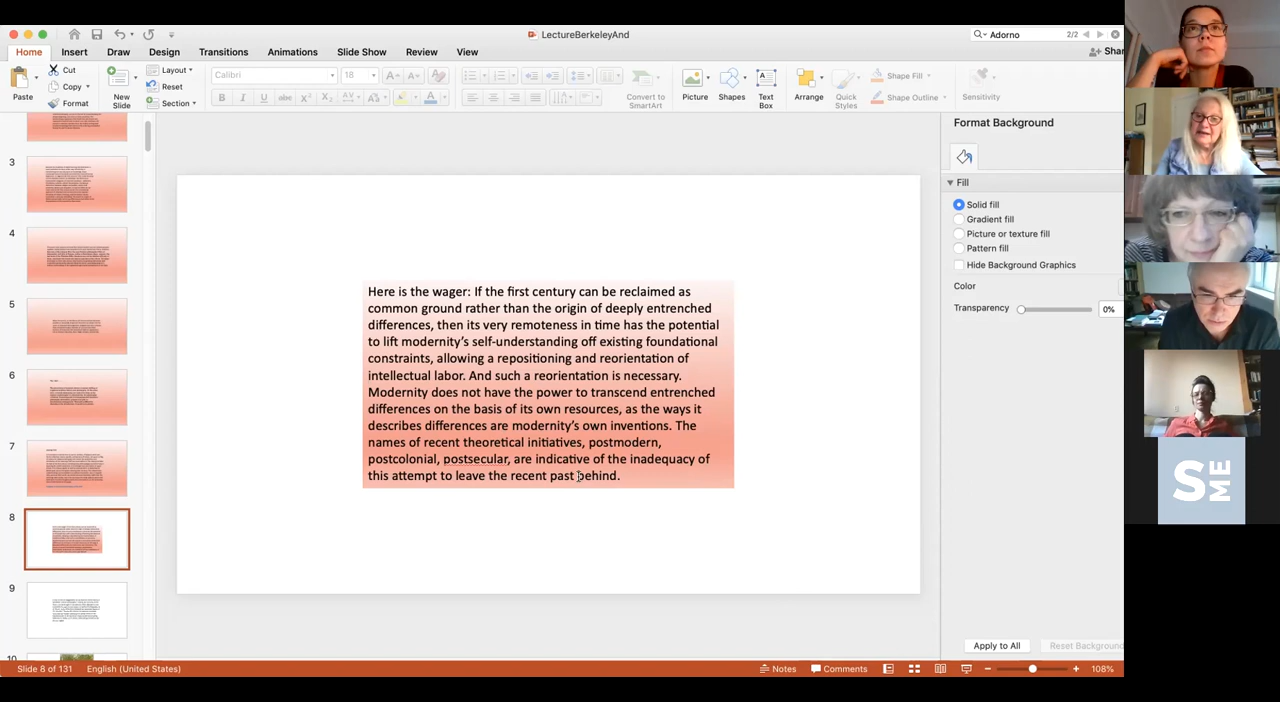 LectureBerkeleyAnd
Adorno
2/2
Home Insert Draw Design Transitions Animations Slide Show Review View
Shar
Paste
Cut
Copy
Format
New Slide
Layout
Reset
Section
Calibri
18
Convert to SmartArt
Picture
Shapes
Text Box
Arrange
Quick Styles
Shape Fill
Shape Outline
Sensitivity
3
4
5
6
7
8
9
10
Here is the wager: If the first century can be reclaimed as
common ground rather than the origin of deeply entrenched
differences, then its very remoteness in time has the potential
to lift modernity's self-understanding off existing foundational
constraints, allowing a repositioning and reorientation of
intellectual labor. And such a reorientation is necessary.
Modernity does not have the power to transcend entrenched
differences on the basis of its own resources, as the ways it
describes differences are modernity's own inventions. The
names of recent theoretical initiatives, postmodern,
postcolonial, postsecular, are indicative of the inadequacy of
this attempt to leave the recent past behind.
Format Background
Fill
Solid fill
Gradient fill
Picture or texture fill
Pattern fill
Hide Background Graphics
Color
Transparency
0%
Apply to All
Reset Background
SEME
Slide 8 of 131
English (United States)
Notes
Comments
108%